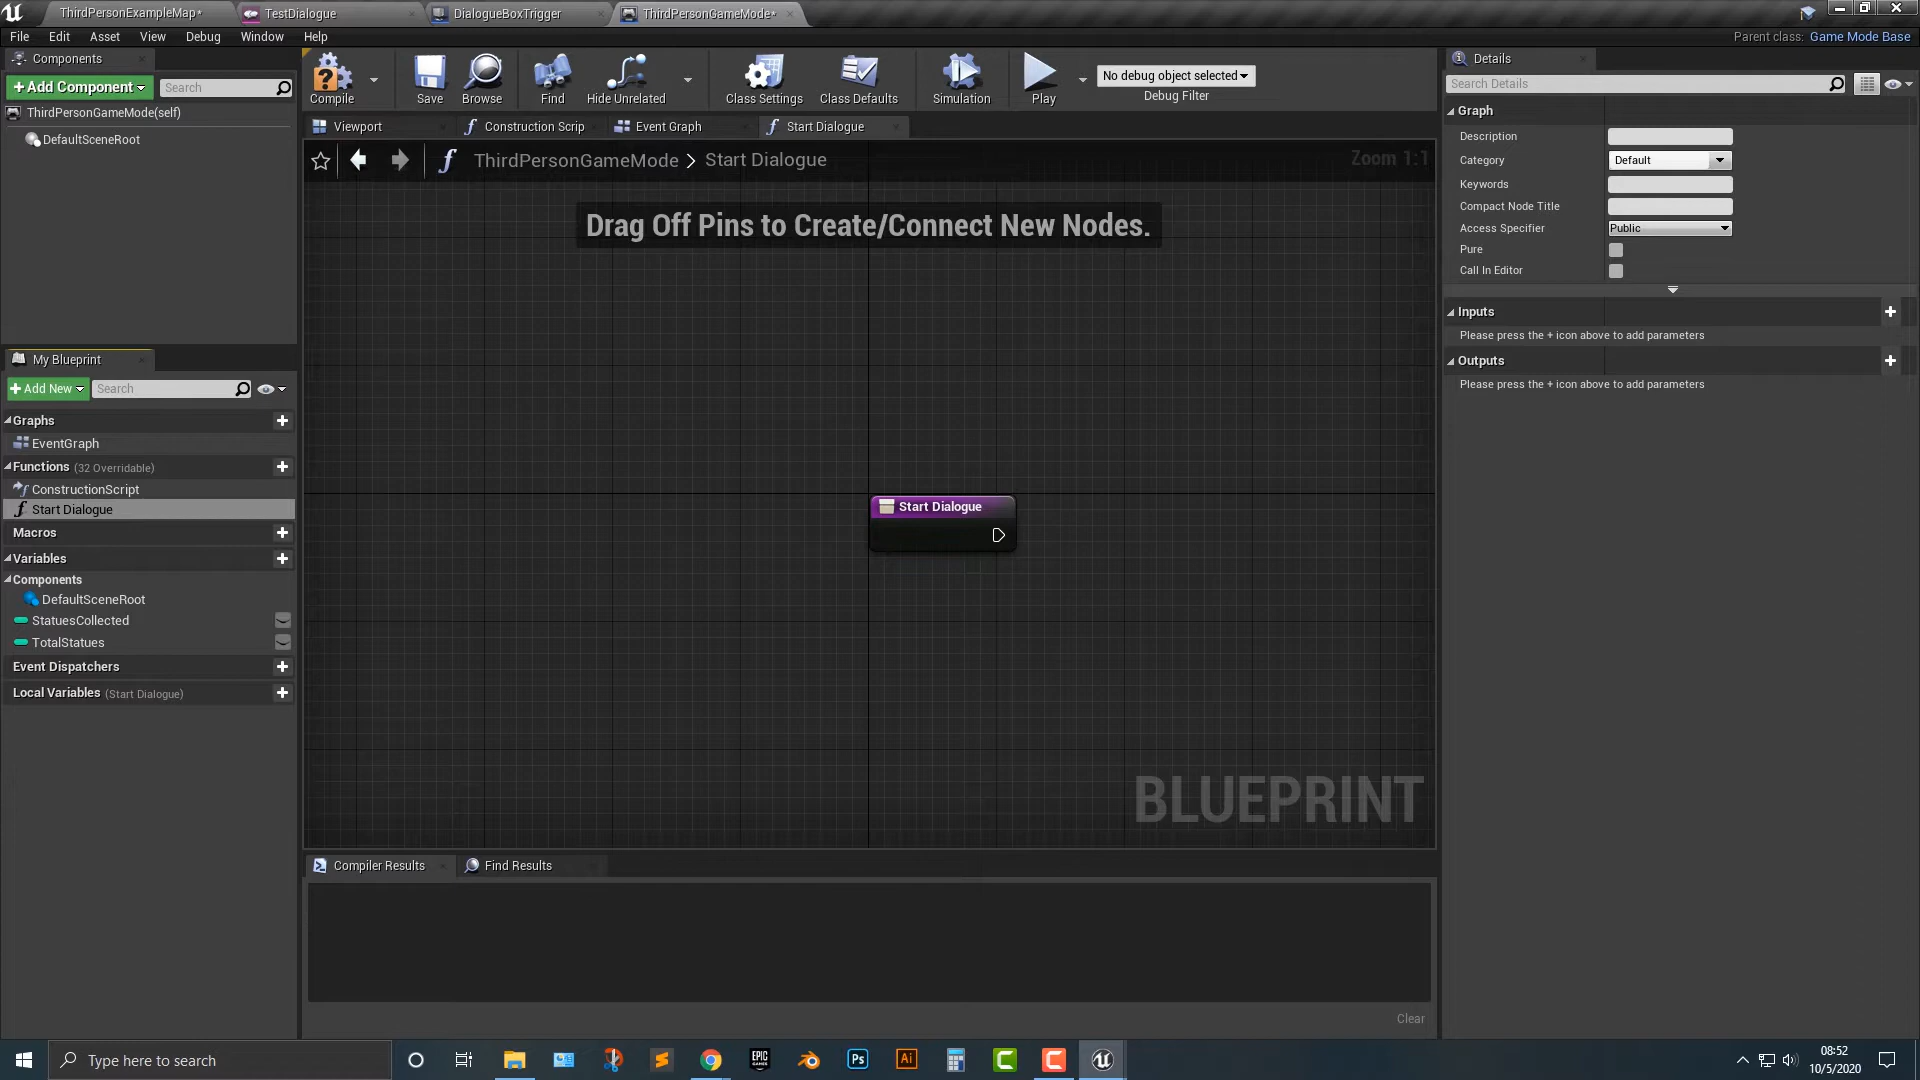 ThirdPersonExampleMap*
TestDialogue
DialogueBoxTrigger
ThirdPersonGameMode*
File Edit Asset View Debug Window Help
Parent class: Game Mode Base
Components
+Add Component
Search
ThirdPersonGameMode(self)
DefaultSceneRoot
Compile
Save
Browse
Find
Hide Unrelated
Class Settings
Class Defaults
Simulation
Play
No debug object selected
Debug Filter
Viewport
Construction Scrip
Event Graph
Start Dialogue
ThirdPersonGameMode > Start Dialogue
Zoom 1:1
Drag Off Pins to Create/Connect New Nodes.
Start Dialogue
BLUEPRINT
My Blueprint
+Add New
Search
Graphs
EventGraph
Functions (32 Overridable)
ConstructionScript
Start Dialogue
Macros
Variables
Components
DefaultSceneRoot
StatuesCollected
TotalStatues
Event Dispatchers
Local Variables (Start Dialogue)
Compiler Results
Find Results
Clear
Details
Search Details
Graph
Description
Category Default
Keywords
Compact Node Title
Access Specifier Public
Pure
Call In Editor
Inputs
Please press the + icon above to add parameters
Outputs
Please press the + icon above to add parameters
Type here to search
EPIC GAMES
Ps
Ai
08:52
10/5/2020